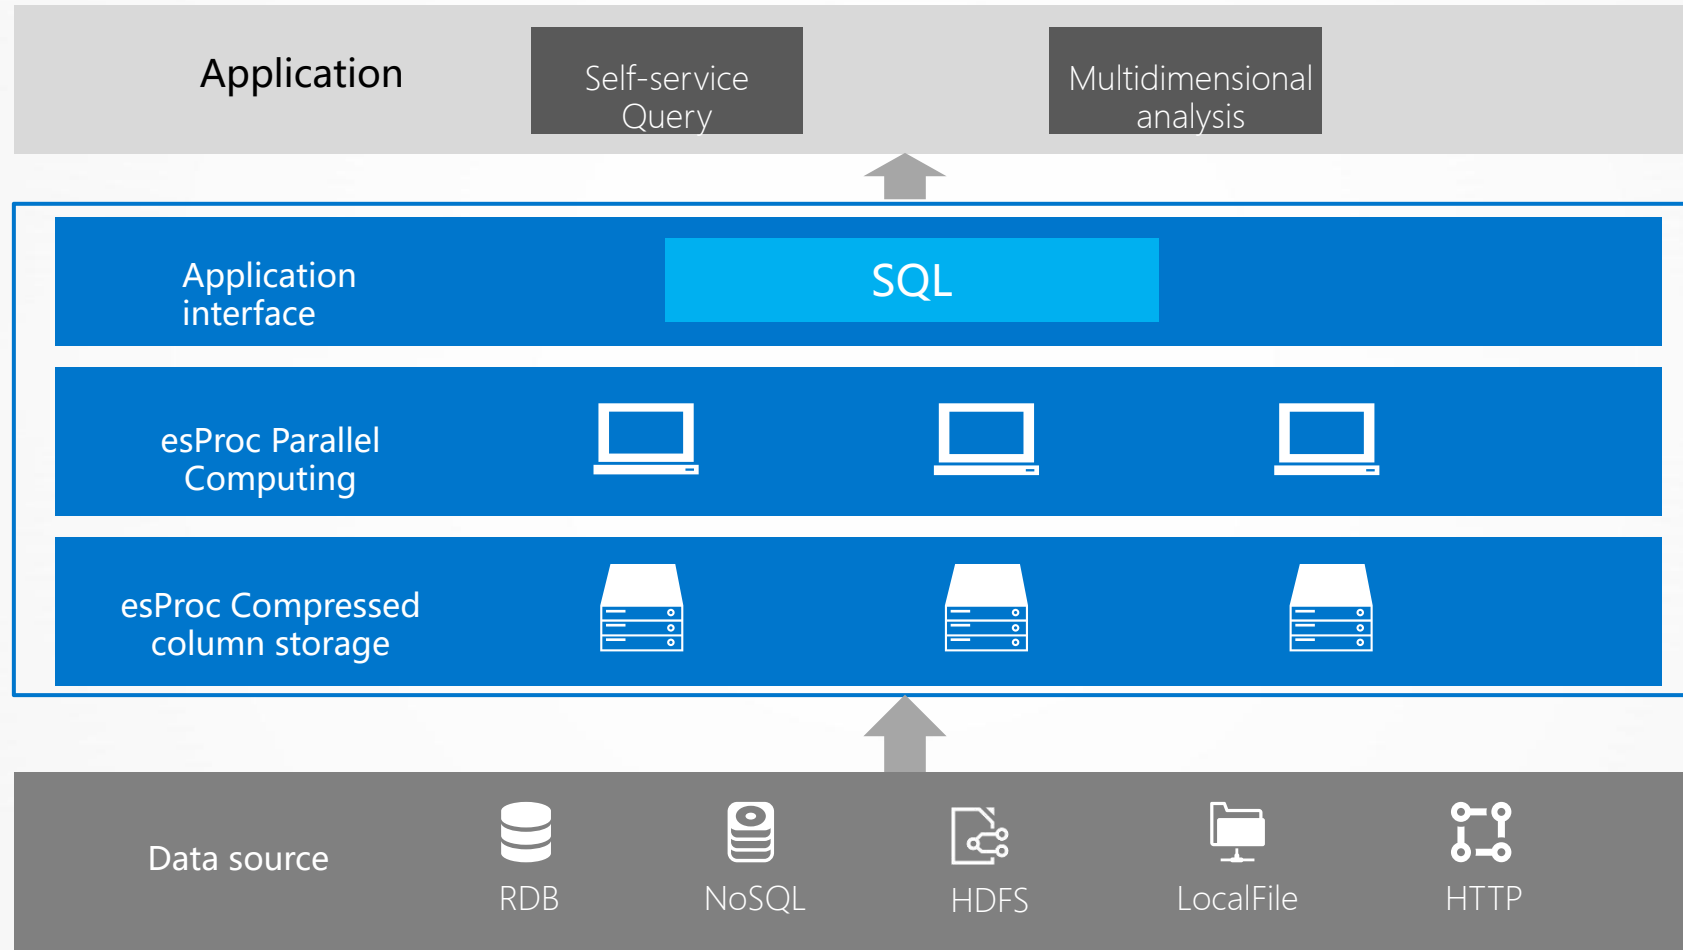 Application
Self-service
Query
Multidimensional
analysis
Application
interface
SQL
esProc Parallel
Computing
esProc Compressed
column storage
Data source
RDB
NoSQL
HDFS
LocalFile
HTTP